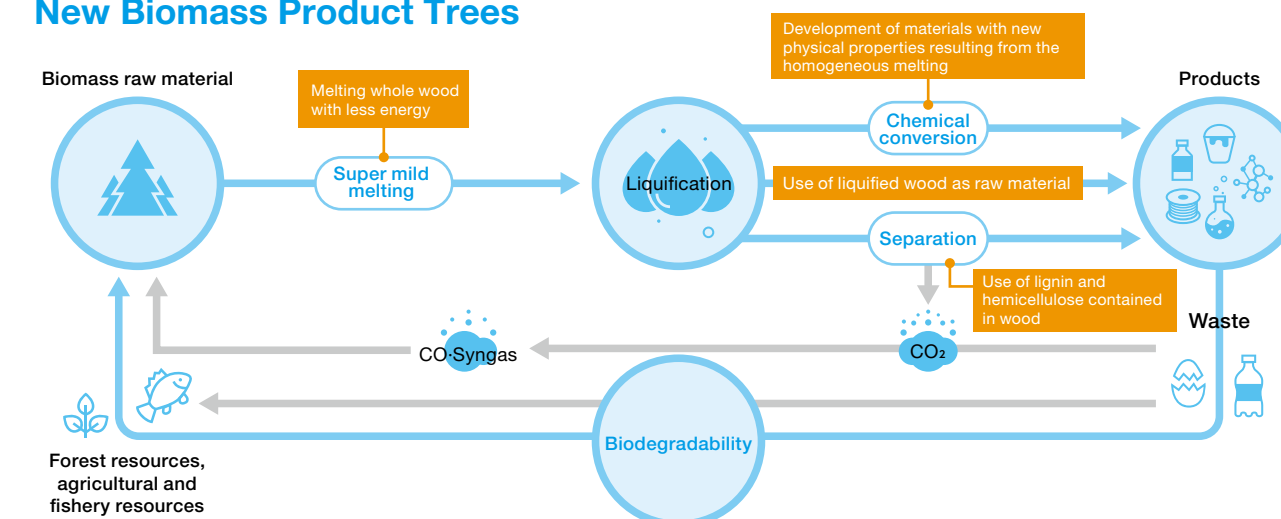 New Biomass Product Trees
Biomass raw material
Melting whole wood
with less energy
Super mild
melting
Liquification
Development of materials with new
physical properties resulting from the
homogeneous melting
Chemical
conversion
Use of liquified wood as raw material
Separation
Use of lignin and
hemicellulose contained
in wood
Products
Waste
CO₂
CO·Syngas
Biodegradability
Forest resources,
agricultural and
fishery resources